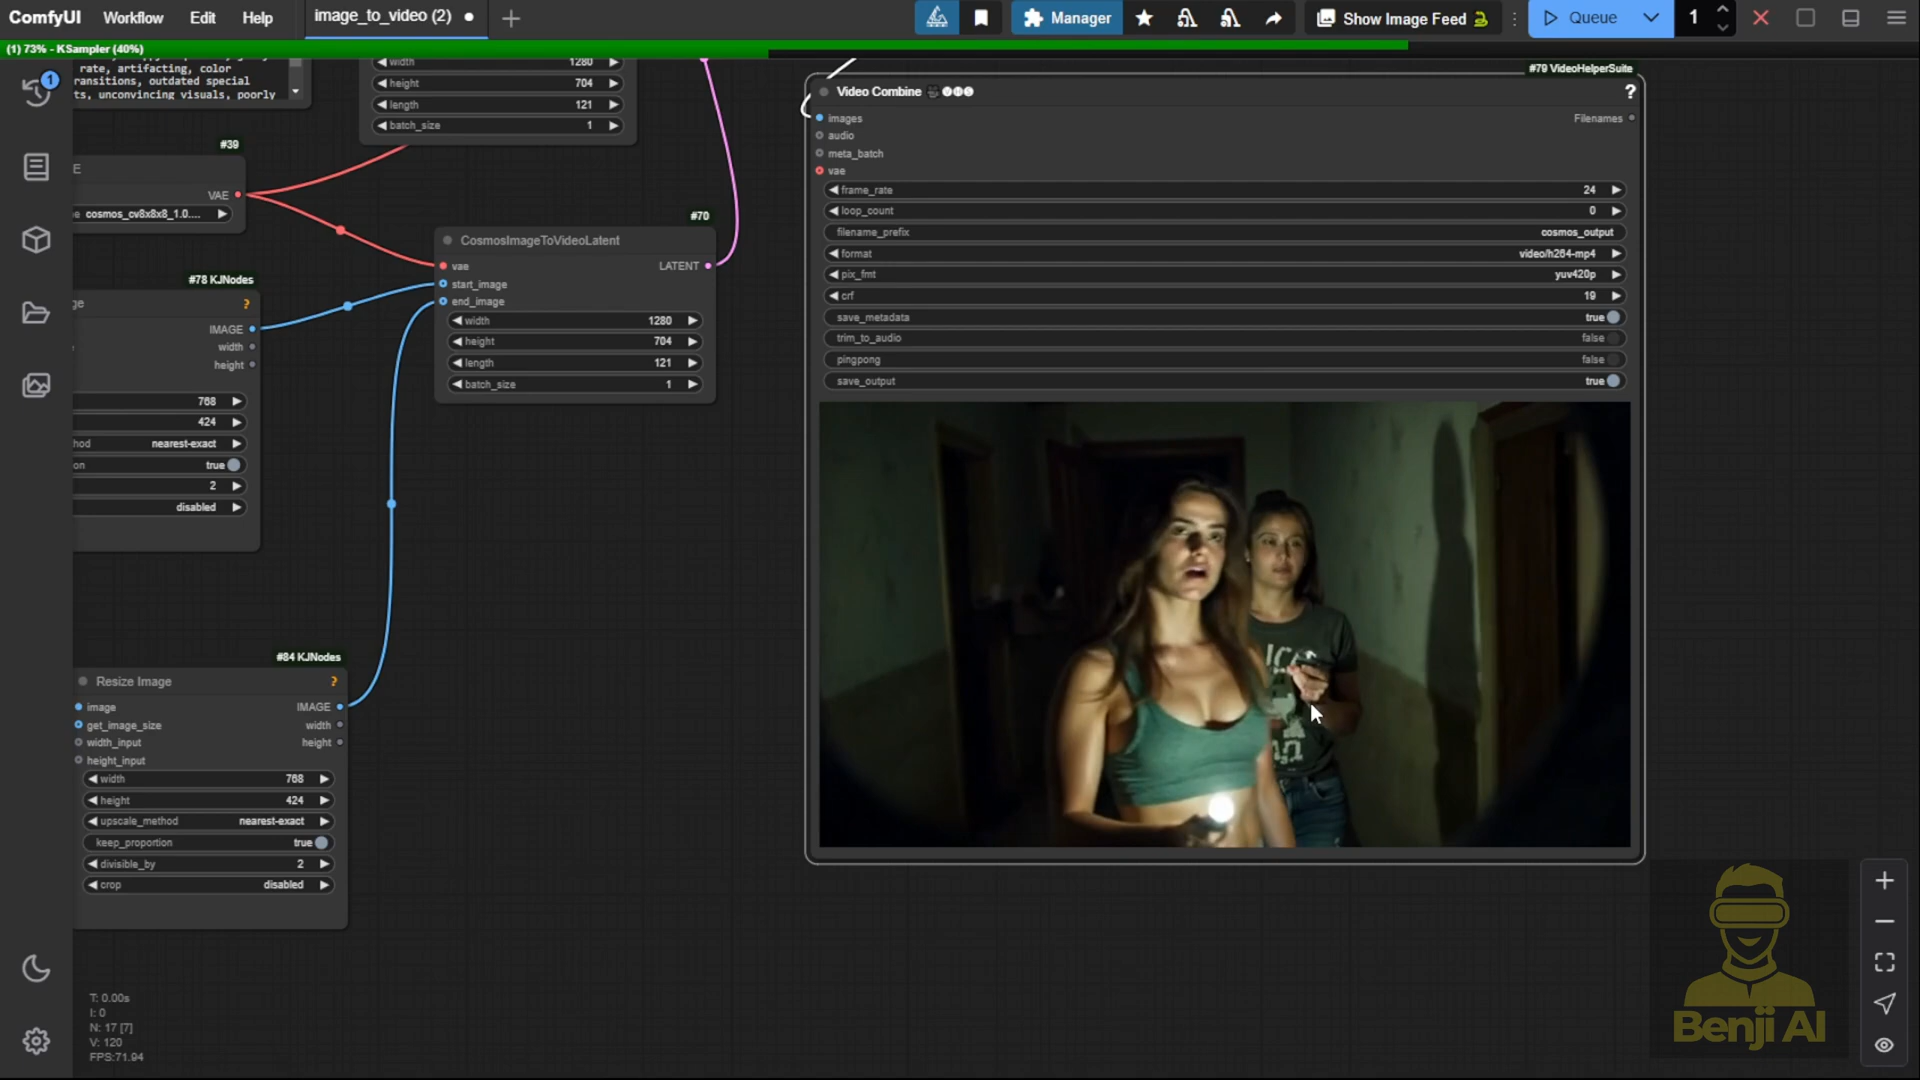 ComfyUI
Workflow
Edit
Help
image_to_video (2)
Manager
Show Image Feed
Queue
1
(1) 73% - KSampler (40%)
1
rate, artifacting, color
ransitions, outdated special
ts, unconvincing visuals, poorly
width 1280
height 704
length 121
batch_size 1
#39
E
VAE
e cosmos_cv8x8x8_1.0....
#70
CosmosImageToVideoLatent
vae LATENT
start_image
end_image
width 1280
height 704
length 121
batch_size 1
#78 KJNodes
ge ?
IMAGE
width
height
768
424
hod nearest-exact
on true
2
disabled
#84 KJNodes
Resize Image ?
image IMAGE
get_image_size width
width_input height
height_input
width 768
height 424
upscale_method nearest-exact
keep_proportion true
divisible_by 2
crop disabled
#79 VideoHelperSuite
Video Combine ?
images Filenames
audio
meta_batch
vae
frame_rate 24
loop_count 0
filename_prefix cosmos_output
format video/h264-mp4
pix_fmt yuv420p
crf 19
save_metadata true
trim_to_audio false
pingpong false
save_output true
T: 0.00s
I: 0
N: 17 [7]
V: 120
FPS:71.94
Benji AI